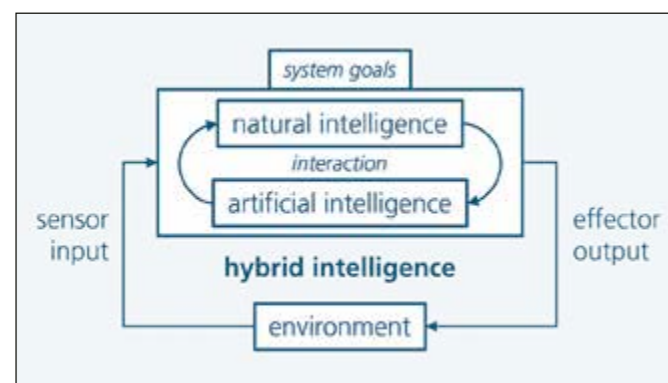 system goals
natural intelligence
interaction
artificial intelligence
sensor
input
effector
output
hybrid intelligence
environment